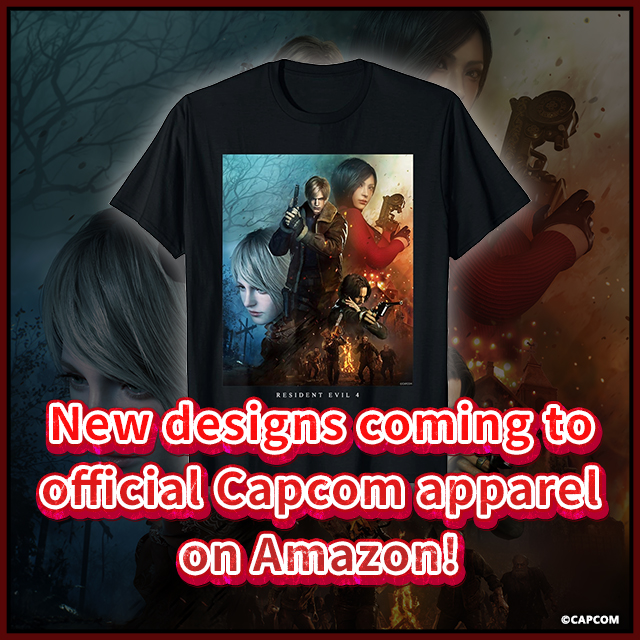 RESIDENT EVIL 4
New designs coming to
official Capcom apparel
on Amazon!
©CAPCOM